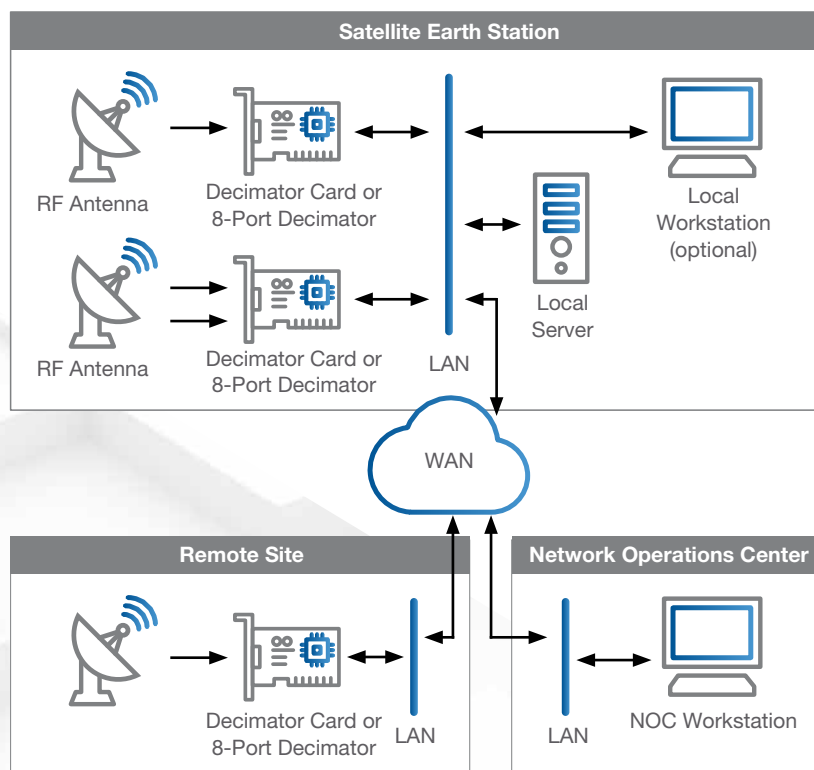 Satellite Earth Station
RF Antenna
Decimator Card or
8-Port Decimator
Local
Workstation
(optional)
RF Antenna
Decimator Card or
8-Port Decimator
LAN
Local
Server
WAN
Remote Site
Network Operations Center
Decimator Card or
8-Port Decimator
LAN
LAN
NOC Workstation